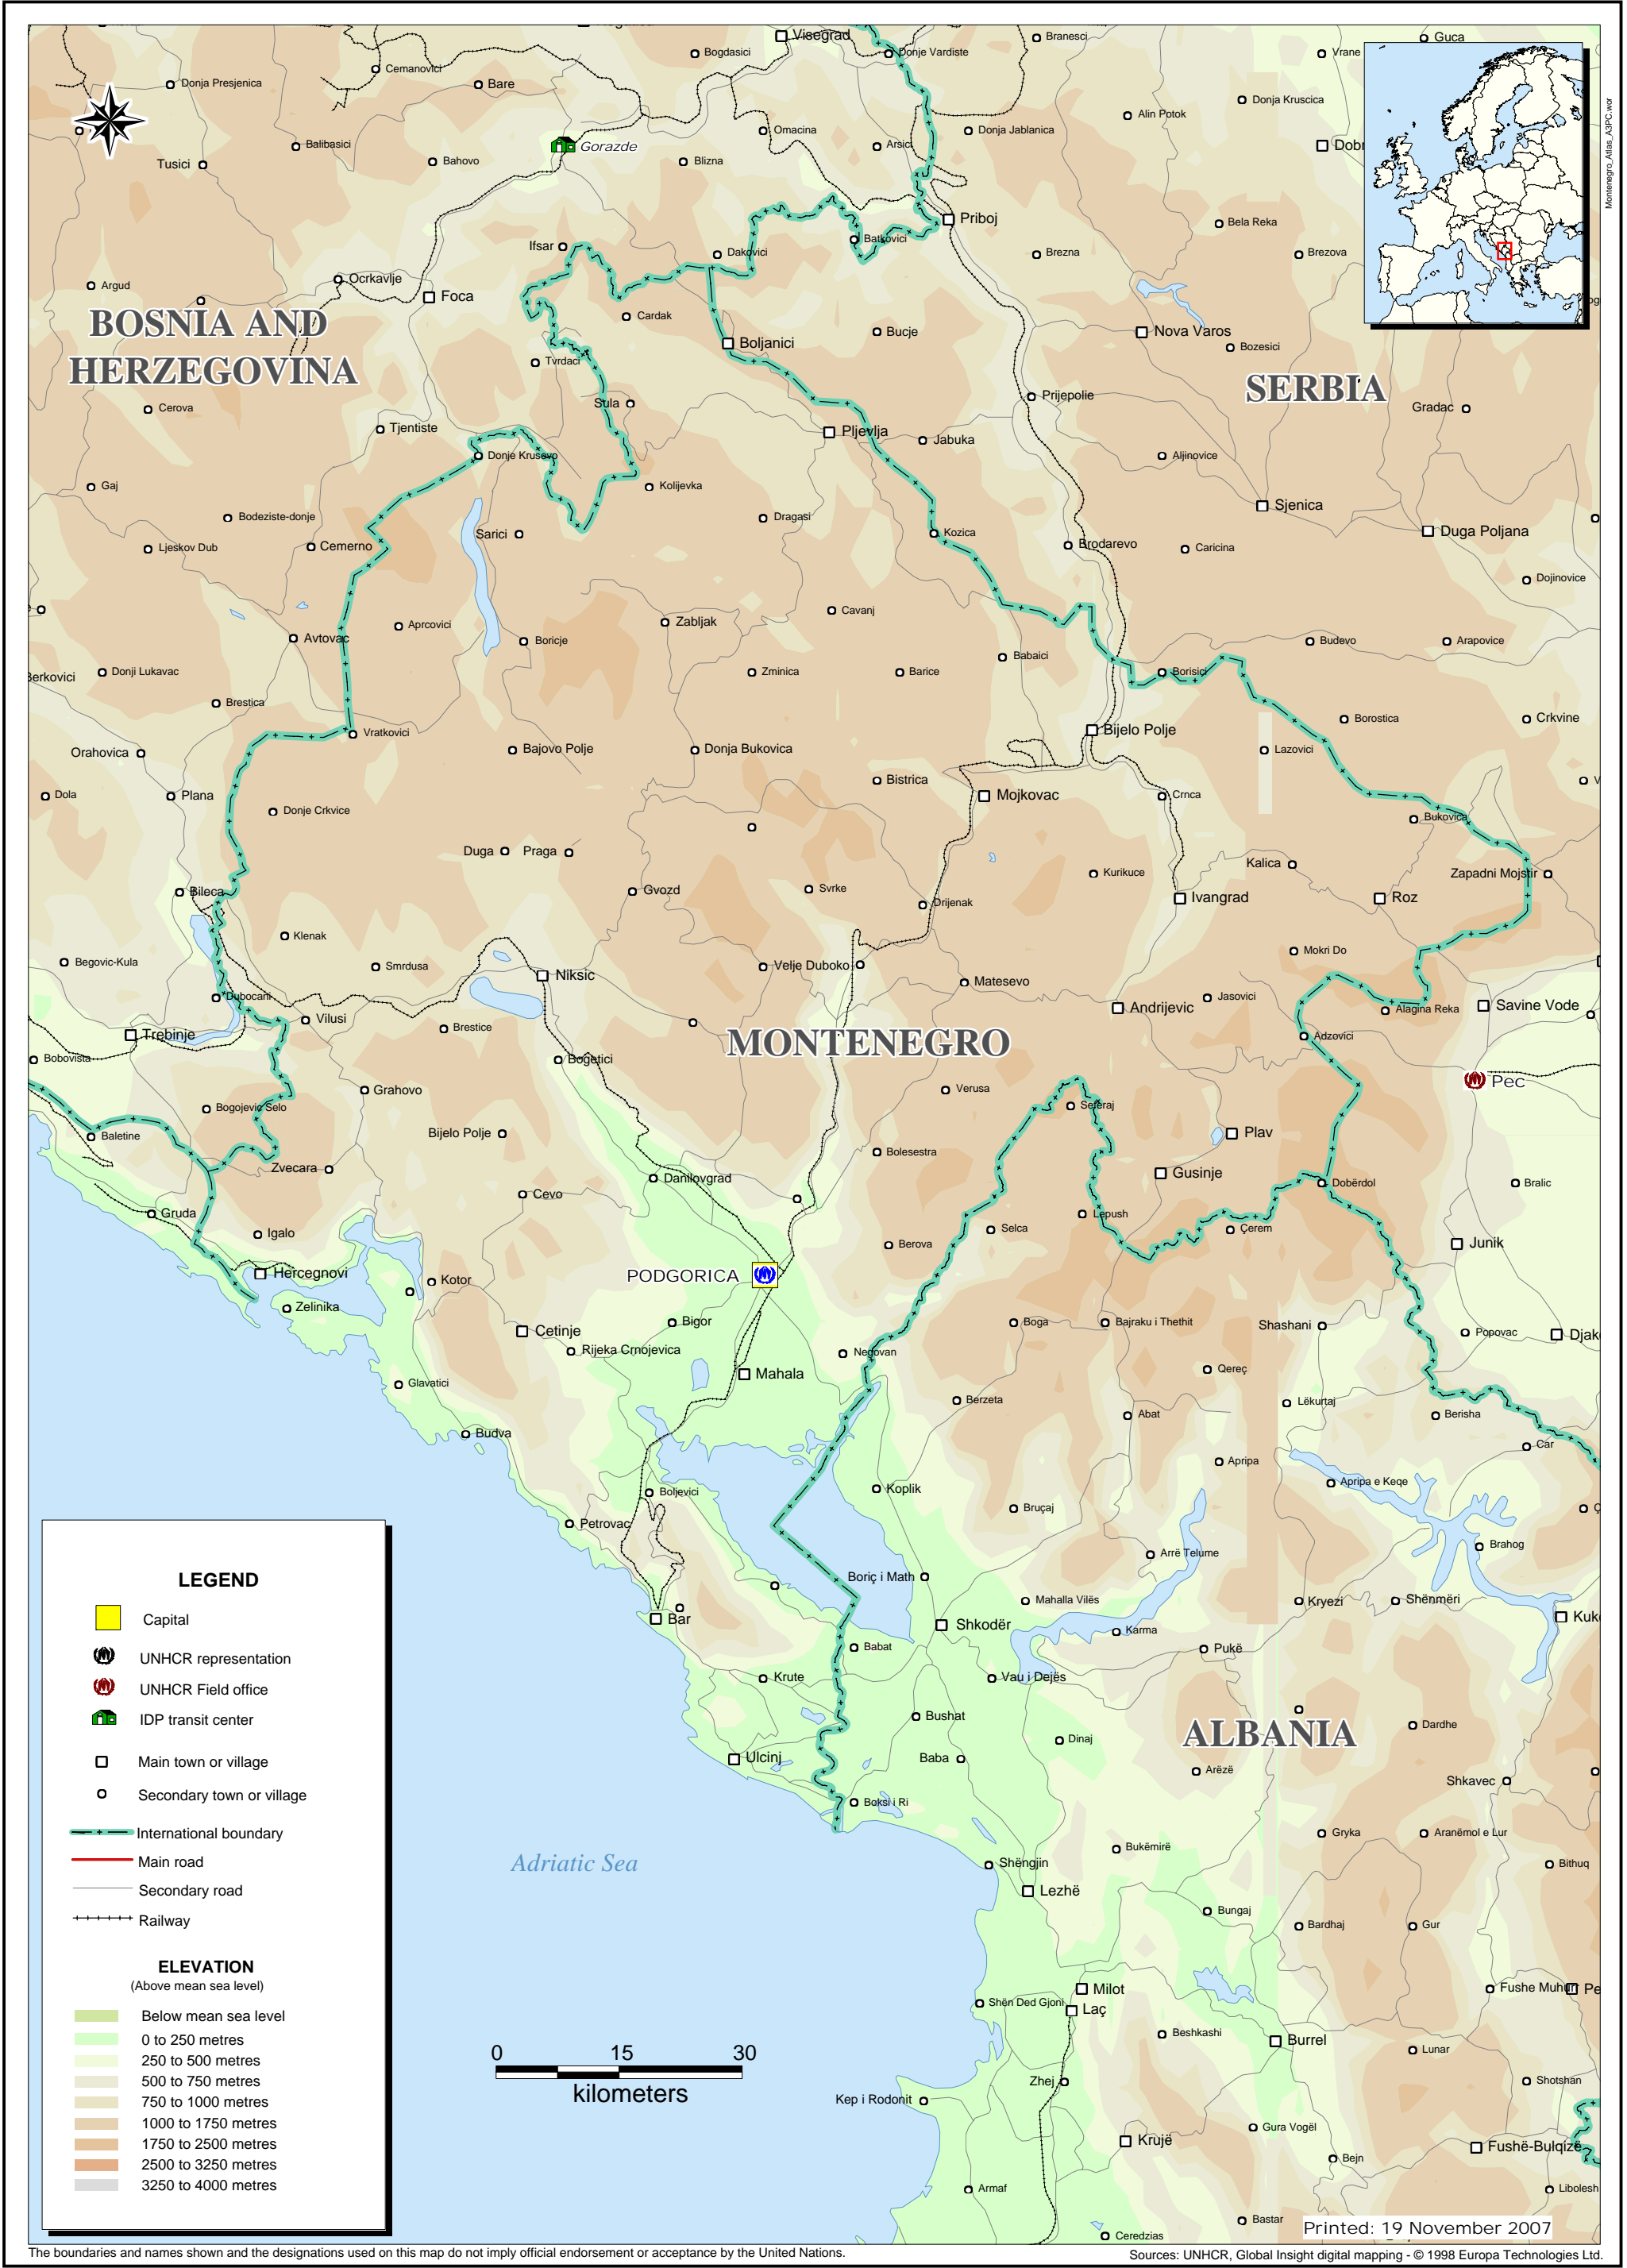 Visegrad
Donje Vardiste
Branesci
Guca
Bogdasici
Vrane
Cemanovici
Donja Presjenica
Bare
Donja Kruscica
Alin Potok
Montenegro_Atlas_A3PC.wor
Omacina
Donja Jablanica
Balibasici
Gorazde
Arsici
Dobr
Tusici
Bahovo
Blizna
Priboj
Bela Reka
Ifsar
Batkovici
Dakovici
Brezna
Brezova
Argud
Ocrkavlje
Foca
BOSNIA AND
HERZEGOVINA
Cardak
Bucje
Nova Varos
Boljanici
Bozesici
Tvrdaci
SERBIA
Prijepolie
Cerova
Sula
Gradac
Tjentiste
Pljevlja
Jabuka
Donje Krusevo
Aljinovice
Gaj
Kolijevka
Sjenica
Bodeziste-donje
Dragasi
Duga Poljana
Sarici
Kozica
Ljeskov Dub
Cemerno
Brodarevo
Caricina
Dojinovice
Cavanj
Aprcovici
Zabljak
Avtovac
Boricje
Budevo
Arapovice
Babaici
Berkovici
Donji Lukavac
Zminica
Barice
Borisici
Brestica
Borostica
Crkvine
Vratkovici
Bijelo Polje
Orahovica
Bajovo Polje
Donja Bukovica
Lazovici
Bistrica
V
Dola
Plana
Mojkovac
Crnca
Donje Crkvice
Bukovica
Duga
Praga
Kalica
Kurikuce
Zapadni Mojstir
Bileca
Gvozd
Svrke
Ivangrad
Roz
Drijenak
Klenak
Mokri Do
Begovic-Kula
Smrdusa
Niksic
Velje Duboko
Matesevo
Dubocani
Jasovici
Andrijevic
Alagina Reka
Savine Vode
Vilusi
Brestice
Trebinje
MONTENEGRO
Adzovici
Bobovista
Bogetici
Pec
Grahovo
Verusa
Bogojevic Selo
Seferaj
Baletine
Bijelo Polje
Plav
Bolesestra
Zvecara
Gusinje
Danilovgrad
Dobërdol
Bralic
Cevo
Gruda
Lepush
Igalo
Selca
Çerem
Berova
Junik
Hercegnovi
PODGORICA
Kotor
Zelinika
Bigor
Boga
Bajraku i Thethit
Shashani
Cetinje
Popovac
Djak
Rijeka Crnojevica
Negovan
Mahala
Qereç
Glavatici
Berzeta
Lëkurtaj
Abat
Berisha
Budva
Car
Apripa
Apripa e Keqe
Koplik
Boljevici
Bruçaj
Ç
Petrovac
Brahog
Arrë Telume
LEGEND
Boriç i Math
Mahalla Vilës
Kryezi
Shënmëri
Capital
Bar
Shkodër
Kuk
Karma
Babat
Pukë
UNHCR representation
Krute
Vau i Dejës
UNHCR Field office
Bushat
IDP transit center
ALBANIA
Dardhe
Dinaj
Main town or village
Ulcinj
Baba
Arëzë
Shkavec
Secondary town or village
Boksi i Ri
International boundary
Gryka
Aranëmol e Lur
Bukëmirë
Main road
Adriatic Sea
Shëngjin
Bithuq
Secondary road
Lezhë
Railway
Bungaj
Bardhaj
Gur
ELEVATION
(Above mean sea level)
Milot
Fushe Muhurr
Pe
Shën Ded Gjoni
Laç
Below mean sea level
0 to 250 metres
Beshkashi
Burrel
250 to 500 metres
0 15 30
Lunar
500 to 750 metres
kilometers
Zhej
Shotshan
750 to 1000 metres
Kep i Rodonit
1000 to 1750 metres
Gura Vogël
1750 to 2500 metres
Krujë
Fushë-Bulqizë
2500 to 3250 metres
Bejn
3250 to 4000 metres
Armaf
Libolesh
Bastar
Ceredzias
Printed: 19 November 2007
The boundaries and names shown and the designations used on this map do not imply official endorsement or acceptance by the United Nations.
Sources: UNHCR, Global Insight digital mapping - © 1998 Europa Technologies Ltd.